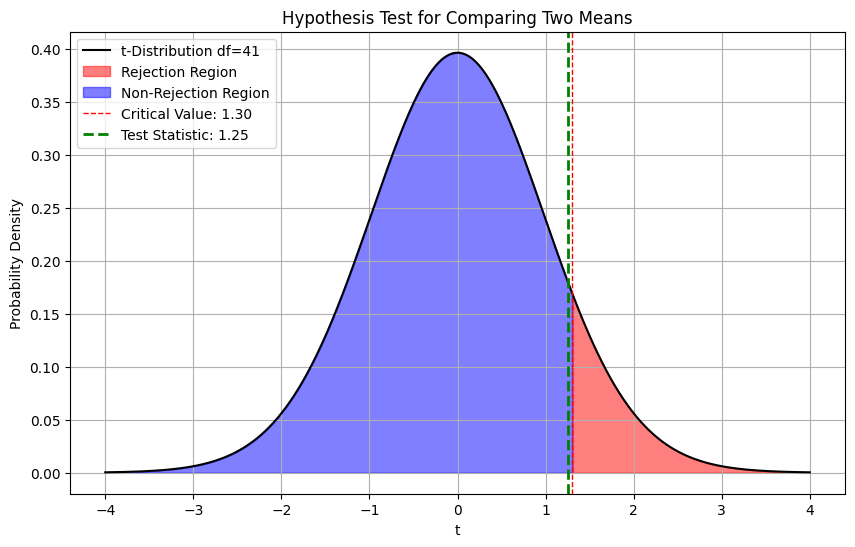 Hypothesis Test for Comparing Two Means
t-Distribution df=41
Rejection Region
Non-Rejection Region
Critical Value: 1.30
Test Statistic: 1.25
Probability Density
0.40
0.35
0.30
0.25
0.20
0.15
0.10
0.05
0.00
−4
−3
−2
−1
0
1
2
3
4
t